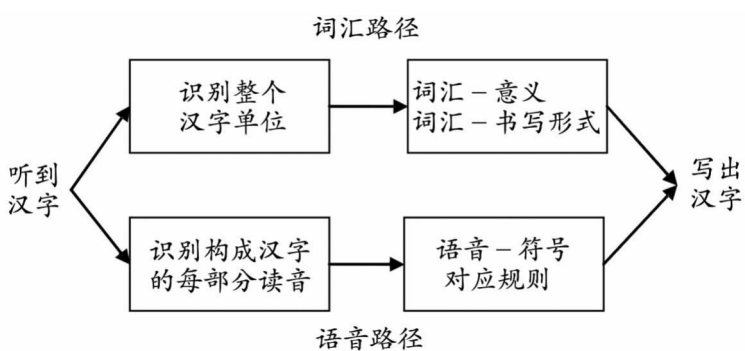 词汇路径
识别整个
汉字单位
词汇－意义
词汇－书写形式
听到
汉字
写出
汉字
识别构成汉字
的每部分读音
语音－符号
对应规则
语音路径